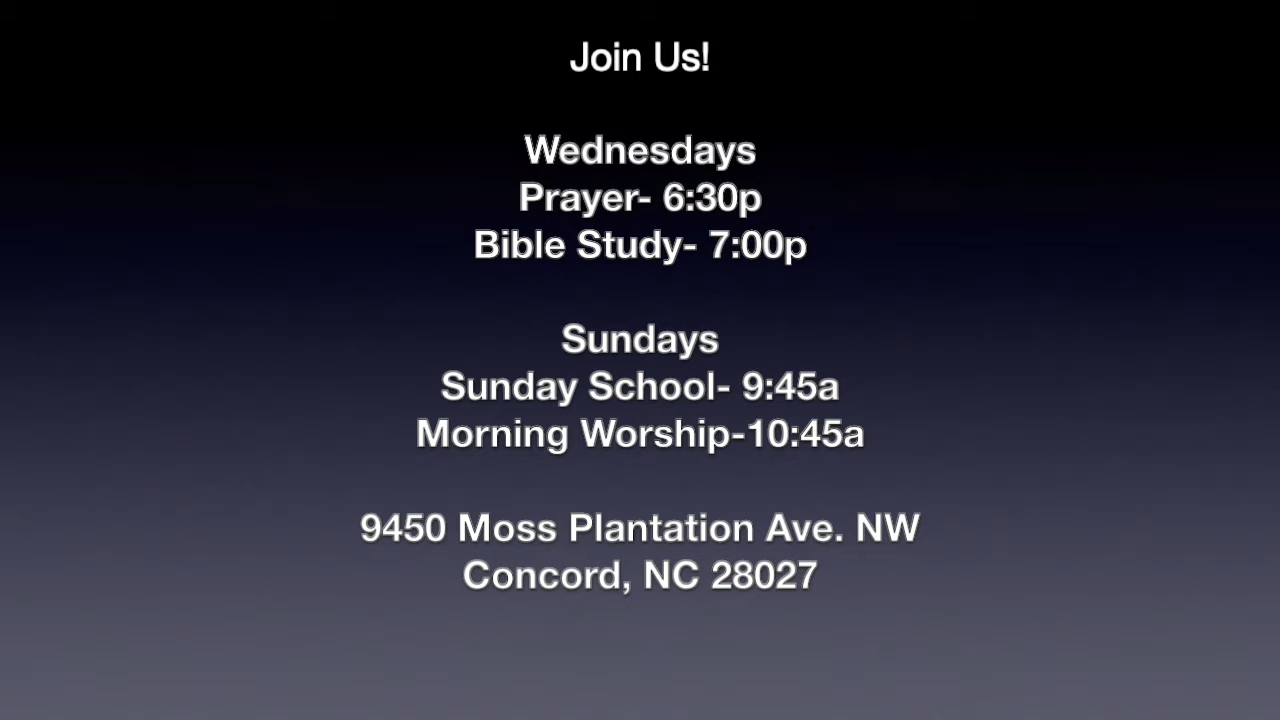 Join Us!
Wednesdays
Prayer- 6:30p
Bible Study- 7:00p
Sundays
Sunday School- 9:45a
Morning Worship-10:45a
9450 Moss Plantation Ave. NW
Concord, NC 28027